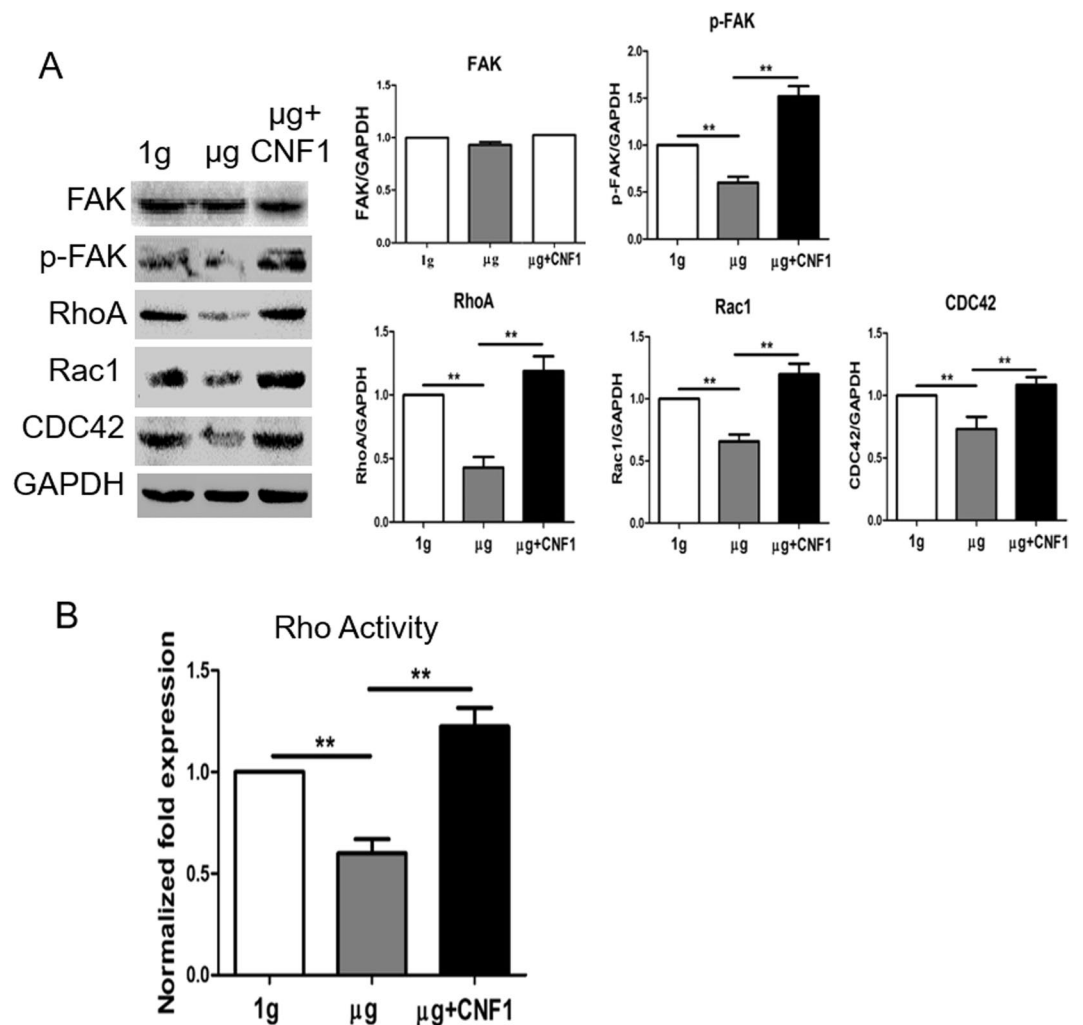 A
1g μg μg+
CNF1
FAK
p-FAK
RhoA
Rac1
CDC42
GAPDH
FAK
FAK/GAPDH
1.5
1.0
0.5
0.0
1g μg μg+CNF1
p-FAK
p-FAK/GAPDH
2.0
1.5
1.0
0.5
0.0
**
**
1g μg μg+CNF1
RhoA
RhoA/GAPDH
1.5
1.0
0.5
0.0
**
**
1g μg μg+CNF1
Rac1
Rac1/GAPDH
1.5
1.0
0.5
0.0
**
**
1g μg μg+CNF1
CDC42
CDC42/GAPDH
1.5
1.0
0.5
0.0
**
**
1g μg μg+CNF1
B
Rho Activity
Normalized fold expression
1.5
1.0
0.5
0.0
**
**
1g μg μg+CNF1